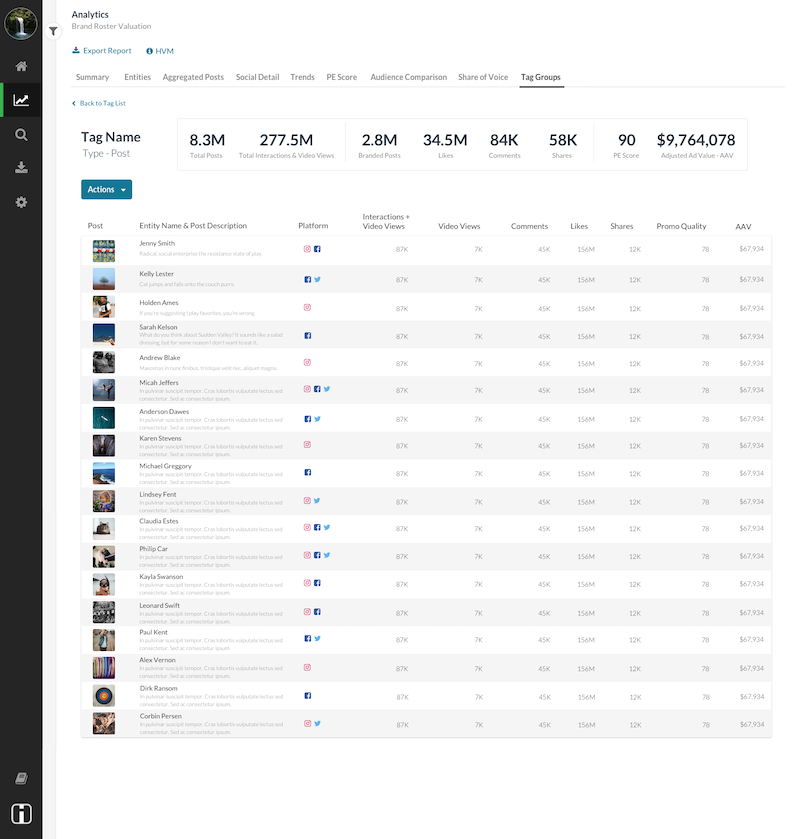 Analytics
Brand Roster Valuation
Export Report HVM
Summary Entities Aggregated Posts Social Detail Trends PE Score Audience Comparison Share of Voice Tag Groups
Back to Tag List
Tag Name
Type - Post
8.3M 277.5M 2.8M 34.5M 84K 58K 90 $9,764,078
Total Posts Total Interactions & Video Views Branded Posts Likes Comments Shares PE Score Adjusted Ad Value - AAV
Actions
Post Entity Name & Post Description Platform Interactions + Video Views Video Views Comments Likes Shares Promo Quality AAV
Jenny Smith
Radical, social enterprise the resistance state of play.
87K 7K 45K 156M 12K 78 $67,934
Kelly Lester
Cat jumps and falls onto the couch purrs.
87K 7K 45K 156M 12K 78 $67,934
Holden Ames
If you're suggesting I play favorites, you're wrong.
87K 7K 45K 156M 12K 78 $67,934
Sarah Kelson
What do you think about Sudden Valley? It sounds like a salad
dressing, but for some reason I don't want to eat it.
87K 7K 45K 156M 12K 78 $67,934
Andrew Blake
Maecenas in nunc finibus, tristique velit nec, aliquet magna.
87K 7K 45K 156M 12K 78 $67,934
Micah Jeffers
In pulvinar suscipit tempor. Cras lobortis vulputate lectus sed
consectetur. Sed ac consectetur ipsum.
87K 7K 45K 156M 12K 78 $67,934
Anderson Dawes
In pulvinar suscipit tempor. Cras lobortis vulputate lectus sed
consectetur. Sed ac consectetur ipsum.
87K 7K 45K 156M 12K 78 $67,934
Karen Stevens
In pulvinar suscipit tempor. Cras lobortis vulputate lectus sed
consectetur. Sed ac consectetur ipsum.
87K 7K 45K 156M 12K 78 $67,934
Michael Greggory
In pulvinar suscipit tempor. Cras lobortis vulputate lectus sed
consectetur. Sed ac consectetur ipsum.
87K 7K 45K 156M 12K 78 $67,934
Lindsey Fent
In pulvinar suscipit tempor. Cras lobortis vulputate lectus sed
consectetur. Sed ac consectetur ipsum.
87K 7K 45K 156M 12K 78 $67,934
Claudia Estes
In pulvinar suscipit tempor. Cras lobortis vulputate lectus sed
consectetur. Sed ac consectetur ipsum.
87K 7K 45K 156M 12K 78 $67,934
Philip Car
In pulvinar suscipit tempor. Cras lobortis vulputate lectus sed
consectetur. Sed ac consectetur ipsum.
87K 7K 45K 156M 12K 78 $67,934
Kayla Swanson
In pulvinar suscipit tempor. Cras lobortis vulputate lectus sed
consectetur. Sed ac consectetur ipsum.
87K 7K 45K 156M 12K 78 $67,934
Leonard Swift
In pulvinar suscipit tempor. Cras lobortis vulputate lectus sed
consectetur. Sed ac consectetur ipsum.
87K 7K 45K 156M 12K 78 $67,934
Paul Kent
In pulvinar suscipit tempor. Cras lobortis vulputate lectus sed
consectetur. Sed ac consectetur ipsum.
87K 7K 45K 156M 12K 78 $67,934
Alex Vernon
In pulvinar suscipit tempor. Cras lobortis vulputate lectus sed
consectetur. Sed ac consectetur ipsum.
87K 7K 45K 156M 12K 78 $67,934
Dirk Ransom
In pulvinar suscipit tempor. Cras lobortis vulputate lectus sed
consectetur. Sed ac consectetur ipsum.
87K 7K 45K 156M 12K 78 $67,934
Corbin Persen
In pulvinar suscipit tempor. Cras lobortis vulputate lectus sed
consectetur. Sed ac consectetur ipsum.
87K 7K 45K 156M 12K 78 $67,934